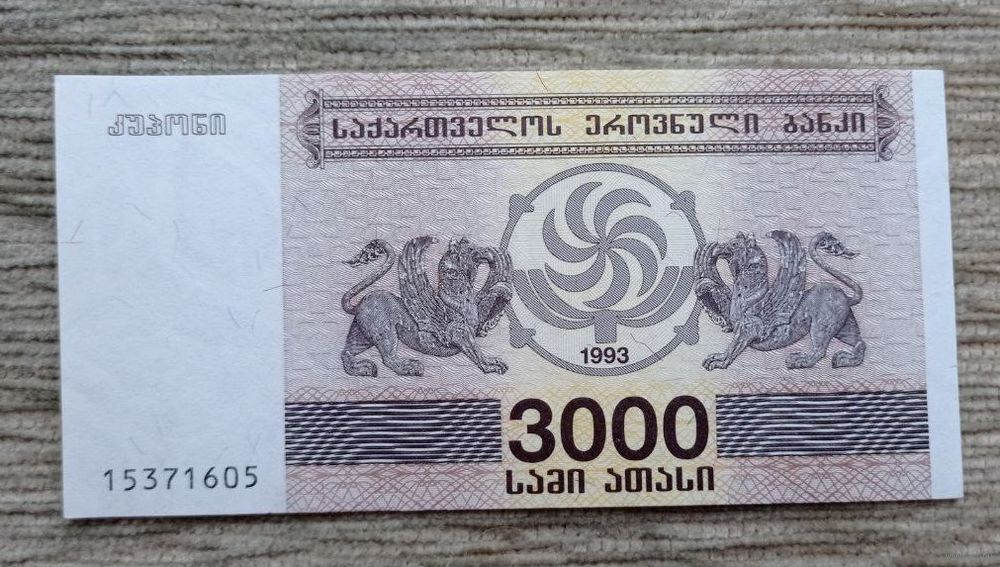 კუპონი
საქართველოს ეროვნული ბანკი
1993
3000
სამი ათასი
15371605